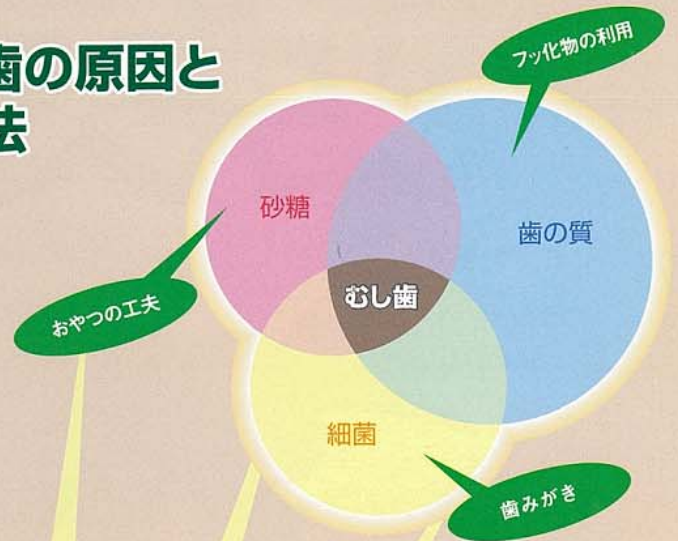 歯の原因と
法
フッ化物の利用
砂糖
歯の質
むし歯
おやつの工夫
細菌
歯みがき